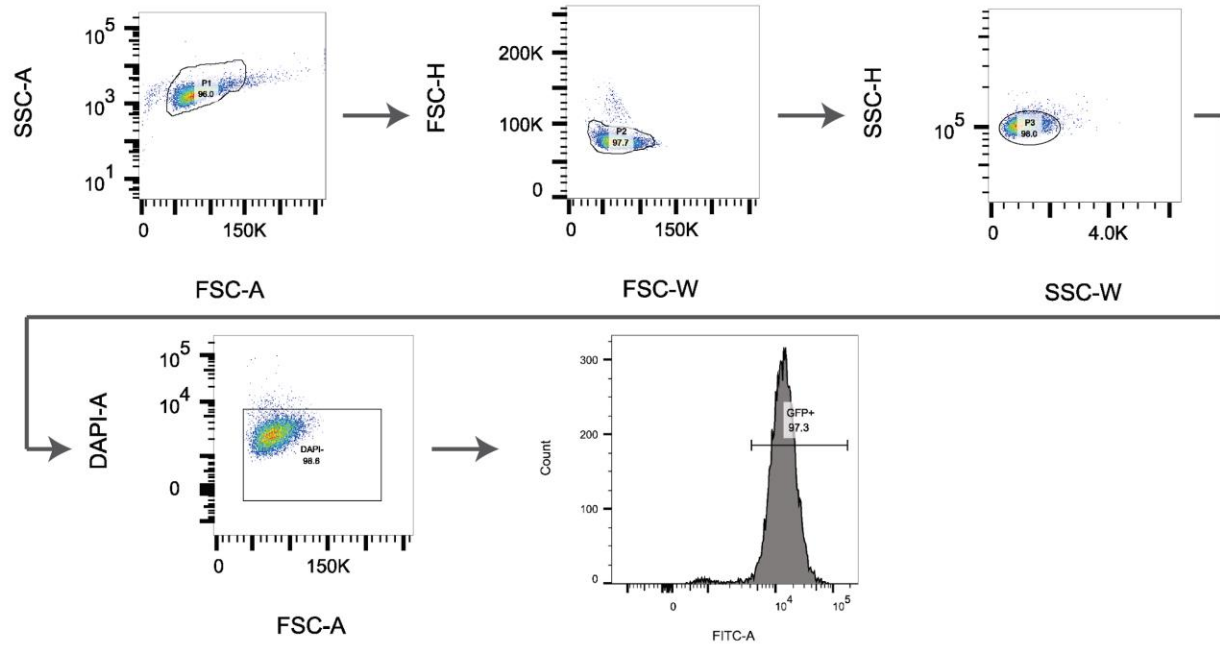 SSC-A
10^5
10^3
10^1
P1
96.0
0
150K
FSC-A
FSC-H
200K
100K
0
P2
97.7
0
150K
FSC-W
SSC-H
10^5
P3
98.0
0
4.0K
SSC-W
DAPI-A
10^5
10^4
0
DAPI-
98.6
0
150K
FSC-A
Count
300
200
100
0
GFP+
97.3
0
10^4
10^5
FITC-A